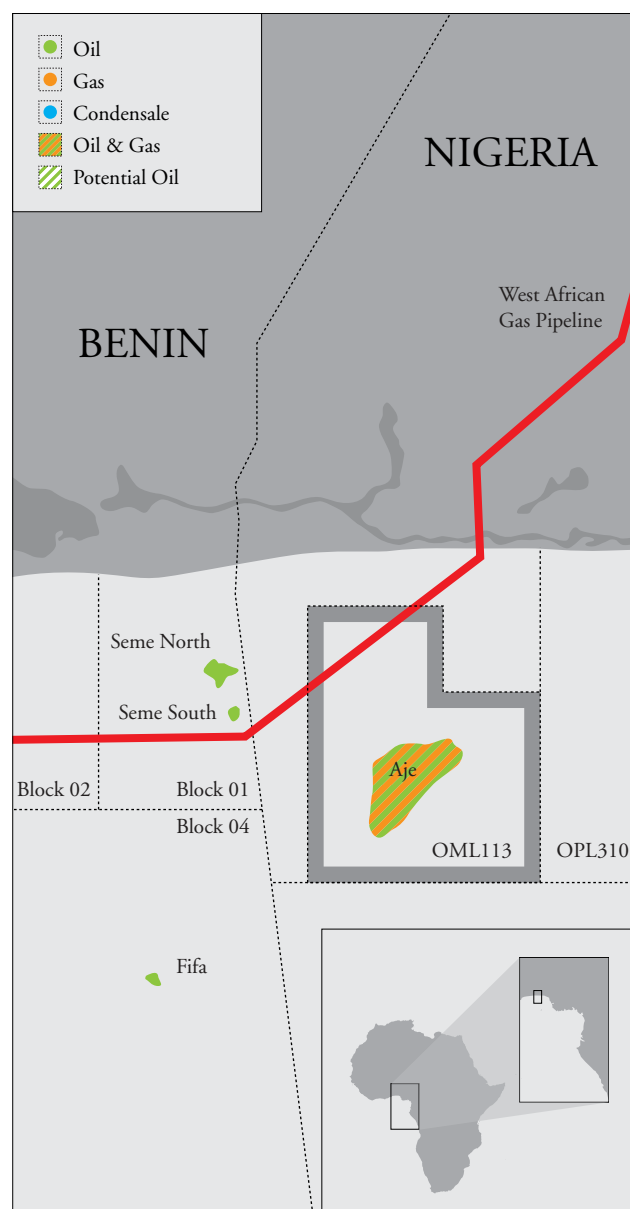 Oil
Gas
Condensale
Oil & Gas
Potential Oil
NIGERIA
West African
Gas Pipeline
BENIN
Seme North
Seme South
Aje
Block 02
Block 01
Block 04
OML113
OPL310
Fifa